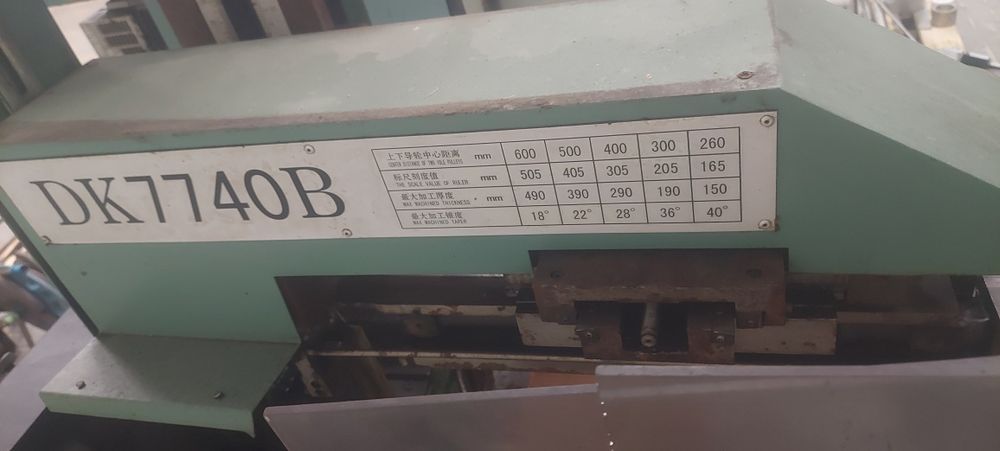 DK7740B
上下导轮中心距离 mm 600 500 400 300 260
CENTER DISTANCE OF TWO IDLE PULLEYS
标尺刻度值 mm 505 405 305 205 165
THE SCALE VALUE OF RULER
最大加工厚度 mm 490 390 290 190 150
MAX MACHINED THICKNESS
最大加工锥度 18° 22° 28° 36° 40°
MAX MACHINED TAPER